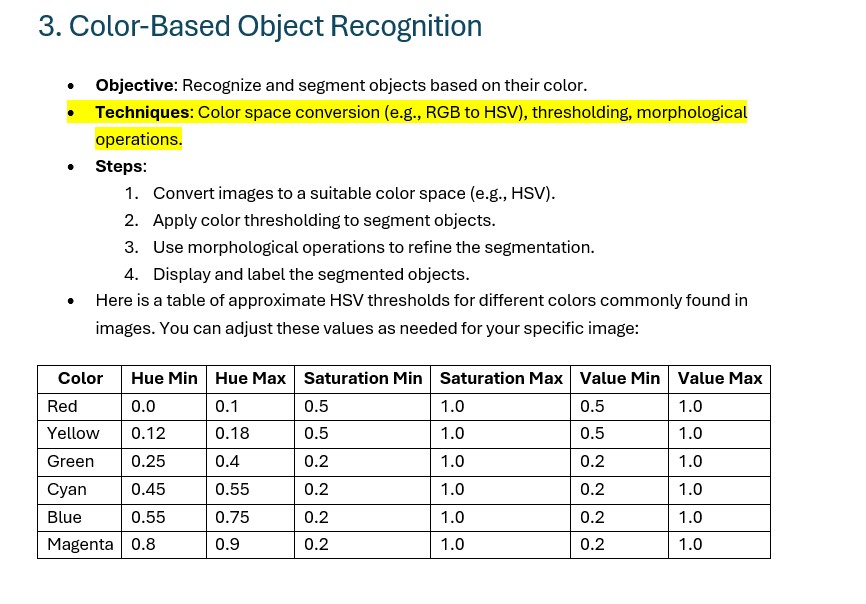 3. Color-Based Object Recognition
• Objective: Recognize and segment objects based on their color.
• Techniques: Color space conversion (e.g., RGB to HSV), thresholding, morphological
operations.
• Steps:
1. Convert images to a suitable color space (e.g., HSV).
2. Apply color thresholding to segment objects.
3. Use morphological operations to refine the segmentation.
4. Display and label the segmented objects.
• Here is a table of approximate HSV thresholds for different colors commonly found in
images. You can adjust these values as needed for your specific image:
Color Hue Min Hue Max Saturation Min Saturation Max Value Min Value Max
Red 0.0 0.1 0.5 1.0 0.5 1.0
Yellow 0.12 0.18 0.5 1.0 0.5 1.0
Green 0.25 0.4 0.2 1.0 0.2 1.0
Cyan 0.45 0.55 0.2 1.0 0.2 1.0
Blue 0.55 0.75 0.2 1.0 0.2 1.0
Magenta 0.8 0.9 0.2 1.0 0.2 1.0